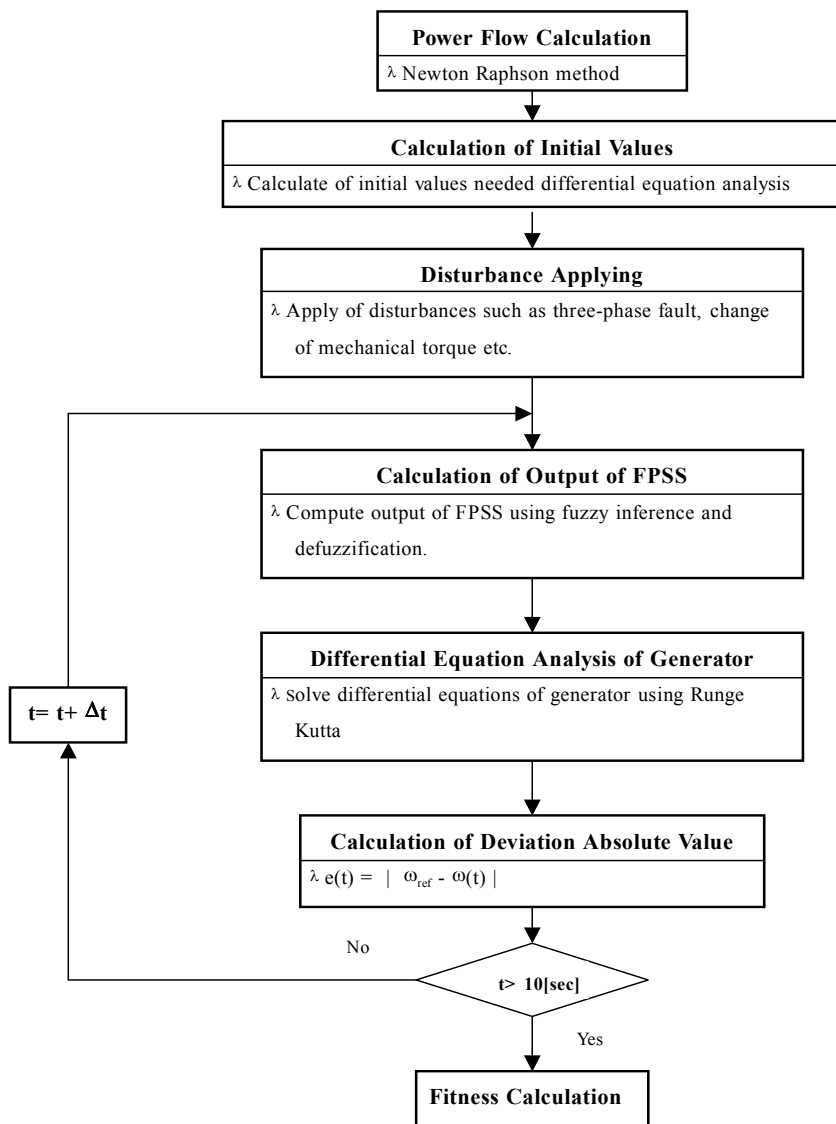 Power Flow Calculation
λ Newton Raphson method
Calculation of Initial Values
λ Calculate of initial values needed differential equation analysis
Disturbance Applying
λ Apply of disturbances such as three-phase fault, change
of mechanical torque etc.
Calculation of Output of FPSS
λ Compute output of FPSS using fuzzy inference and
defuzzification.
Differential Equation Analysis of Generator
λ Solve differential equations of generator using Runge
Kutta
t= t+ Δt
Calculation of Deviation Absolute Value
λ e(t) = | ω_ref - ω(t) |
No
t> 10[sec]
Yes
Fitness Calculation